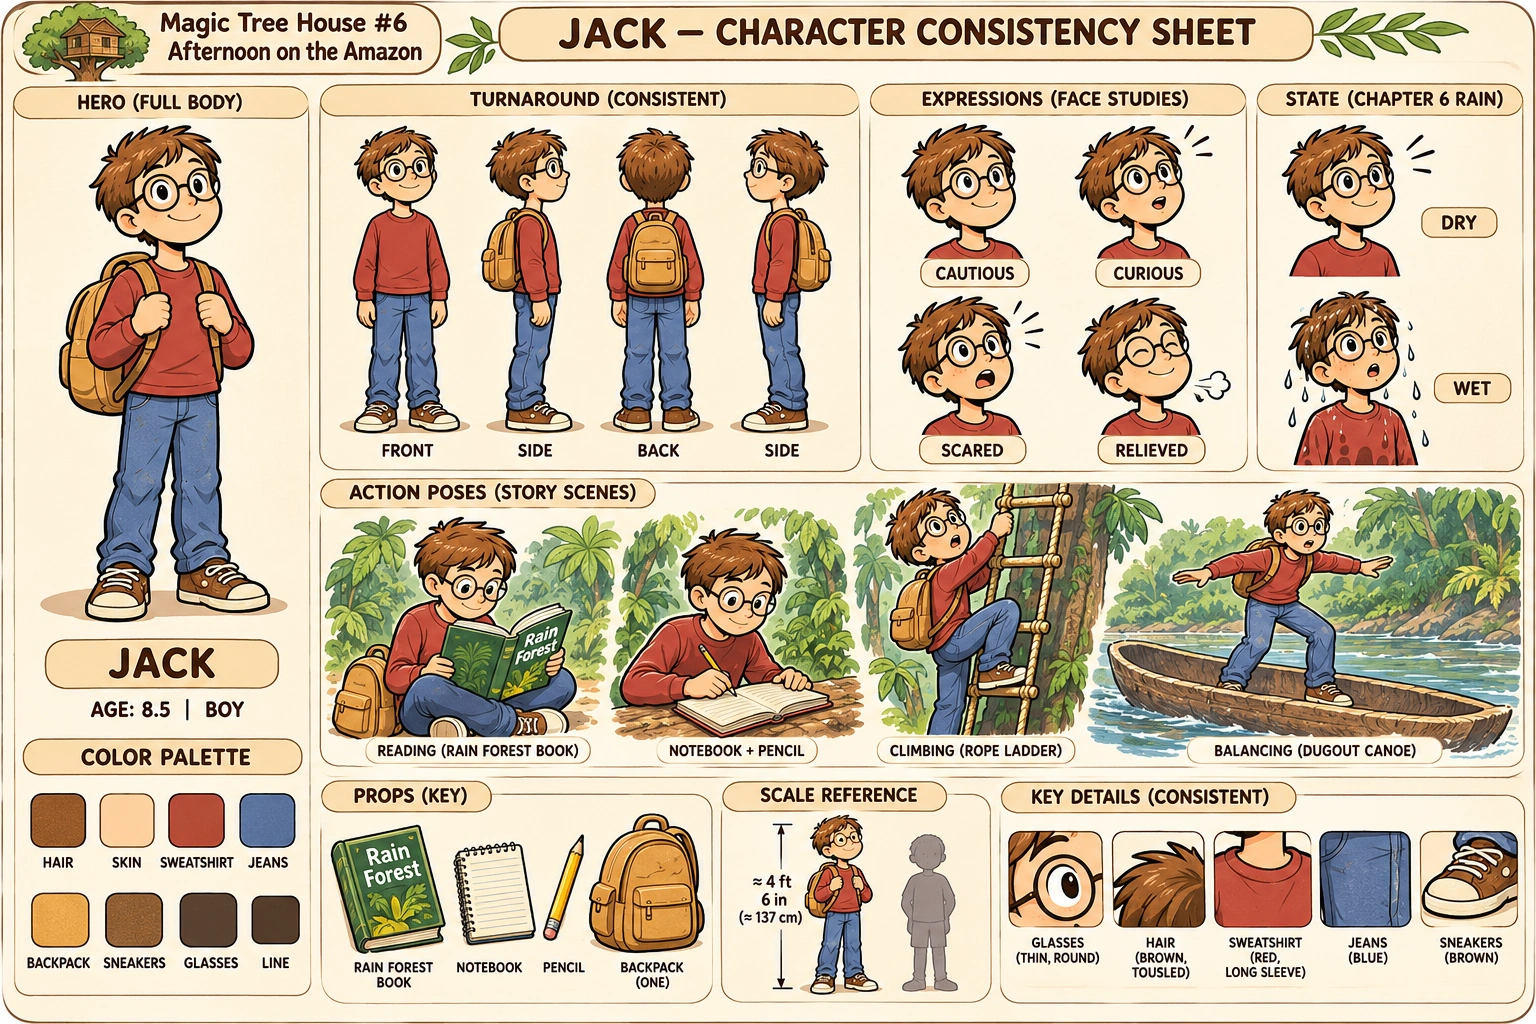 Magic Tree House #6
Afternoon on the Amazon
JACK – CHARACTER CONSISTENCY SHEET
HERO (FULL BODY)
JACK
AGE: 8.5 | BOY
COLOR PALETTE
HAIR
SKIN
SWEATSHIRT
JEANS
BACKPACK
SNEAKERS
GLASSES
LINE
TURNAROUND (CONSISTENT)
FRONT
SIDE
BACK
SIDE
EXPRESSIONS (FACE STUDIES)
CAUTIOUS
CURIOUS
SCARED
RELIEVED
STATE (CHAPTER 6 RAIN)
DRY
WET
ACTION POSES (STORY SCENES)
Rain
Forest
READING (RAIN FOREST BOOK)
NOTEBOOK + PENCIL
CLIMBING (ROPE LADDER)
BALANCING (DUGOUT CANOE)
PROPS (KEY)
Rain
Forest
RAIN FOREST
BOOK
NOTEBOOK
PENCIL
BACKPACK
(ONE)
SCALE REFERENCE
≈ 4 ft
6 in
(≈ 137 cm)
KEY DETAILS (CONSISTENT)
GLASSES
(THIN, ROUND)
HAIR
(BROWN,
TOUSLED)
SWEATSHIRT
(RED,
LONG SLEEVE)
JEANS
(BLUE)
SNEAKERS
(BROWN)